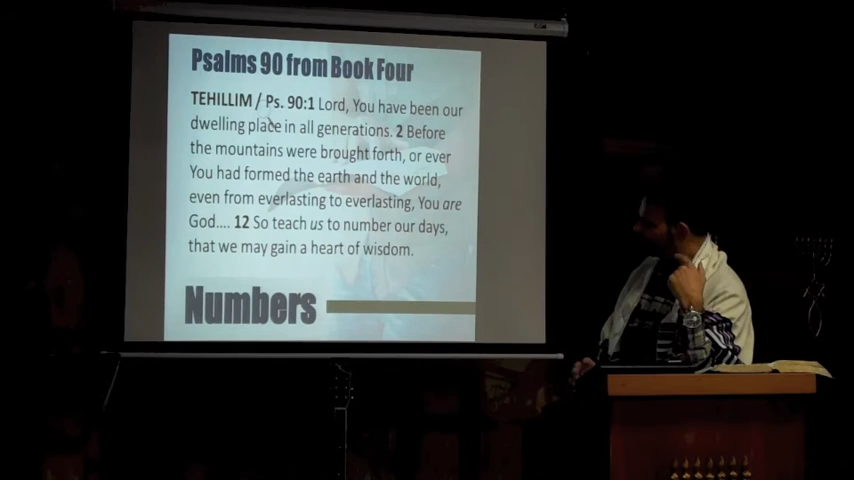 Psalms 90 from Book Four
TEHILLIM / Ps. 90:1 Lord, You have been our
dwelling place in all generations. 2 Before
the mountains were brought forth, or ever
You had formed the earth and the world,
even from everlasting to everlasting, You are
God.... 12 So teach us to number our days,
that we may gain a heart of wisdom.
Numbers